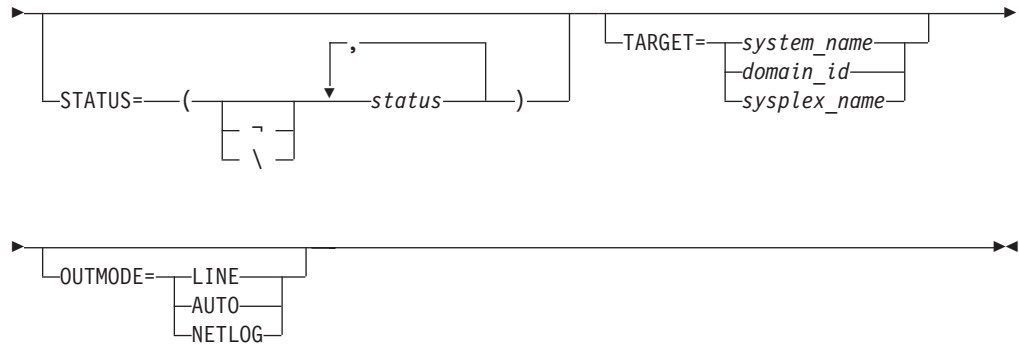 ,
STATUS= ( status )
¬
\
TARGET= system_name
domain_id
sysplex_name
OUTMODE= LINE
AUTO
NETLOG